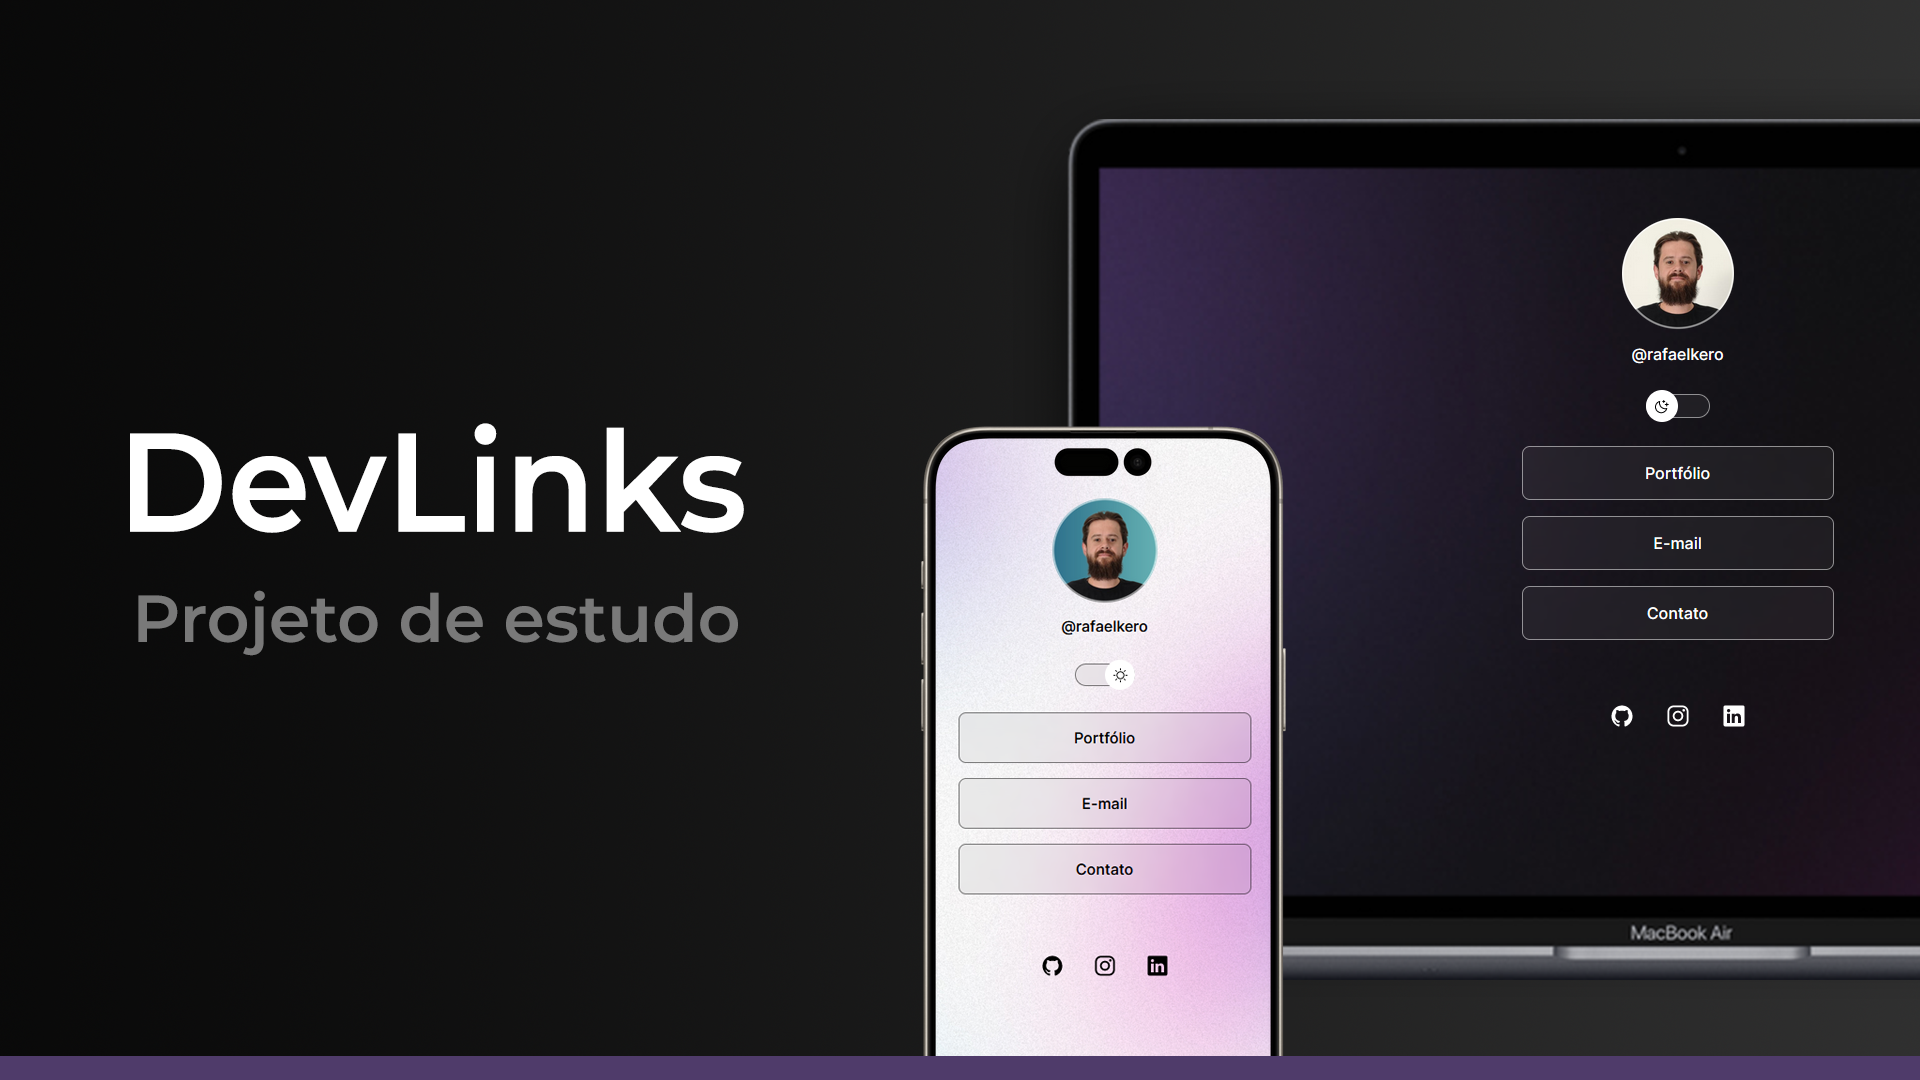 DevLinks
Projeto de estudo
@rafaelkero
Portfólio
E-mail
Contato
@rafaelkero
Portfólio
E-mail
Contato
MacBook Air